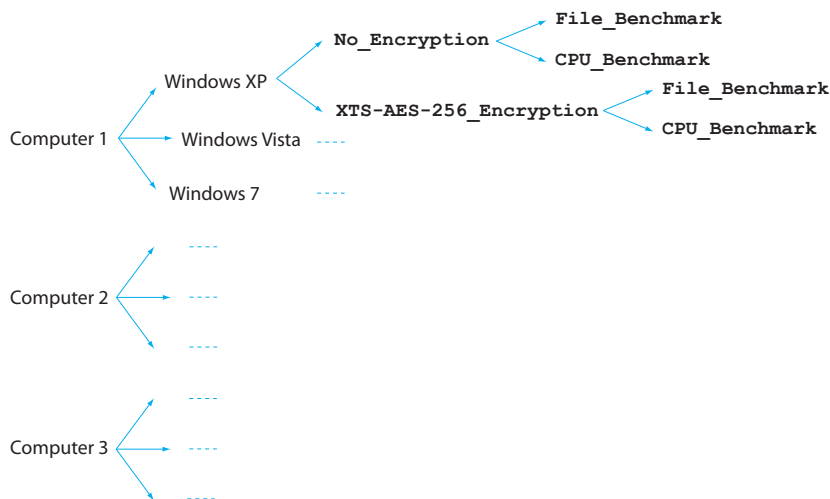 File_Benchmark
No_Encryption
CPU_Benchmark
Windows XP
File_Benchmark
XTS-AES-256_Encryption
CPU_Benchmark
Computer 1
Windows Vista
Windows 7
Computer 2
Computer 3